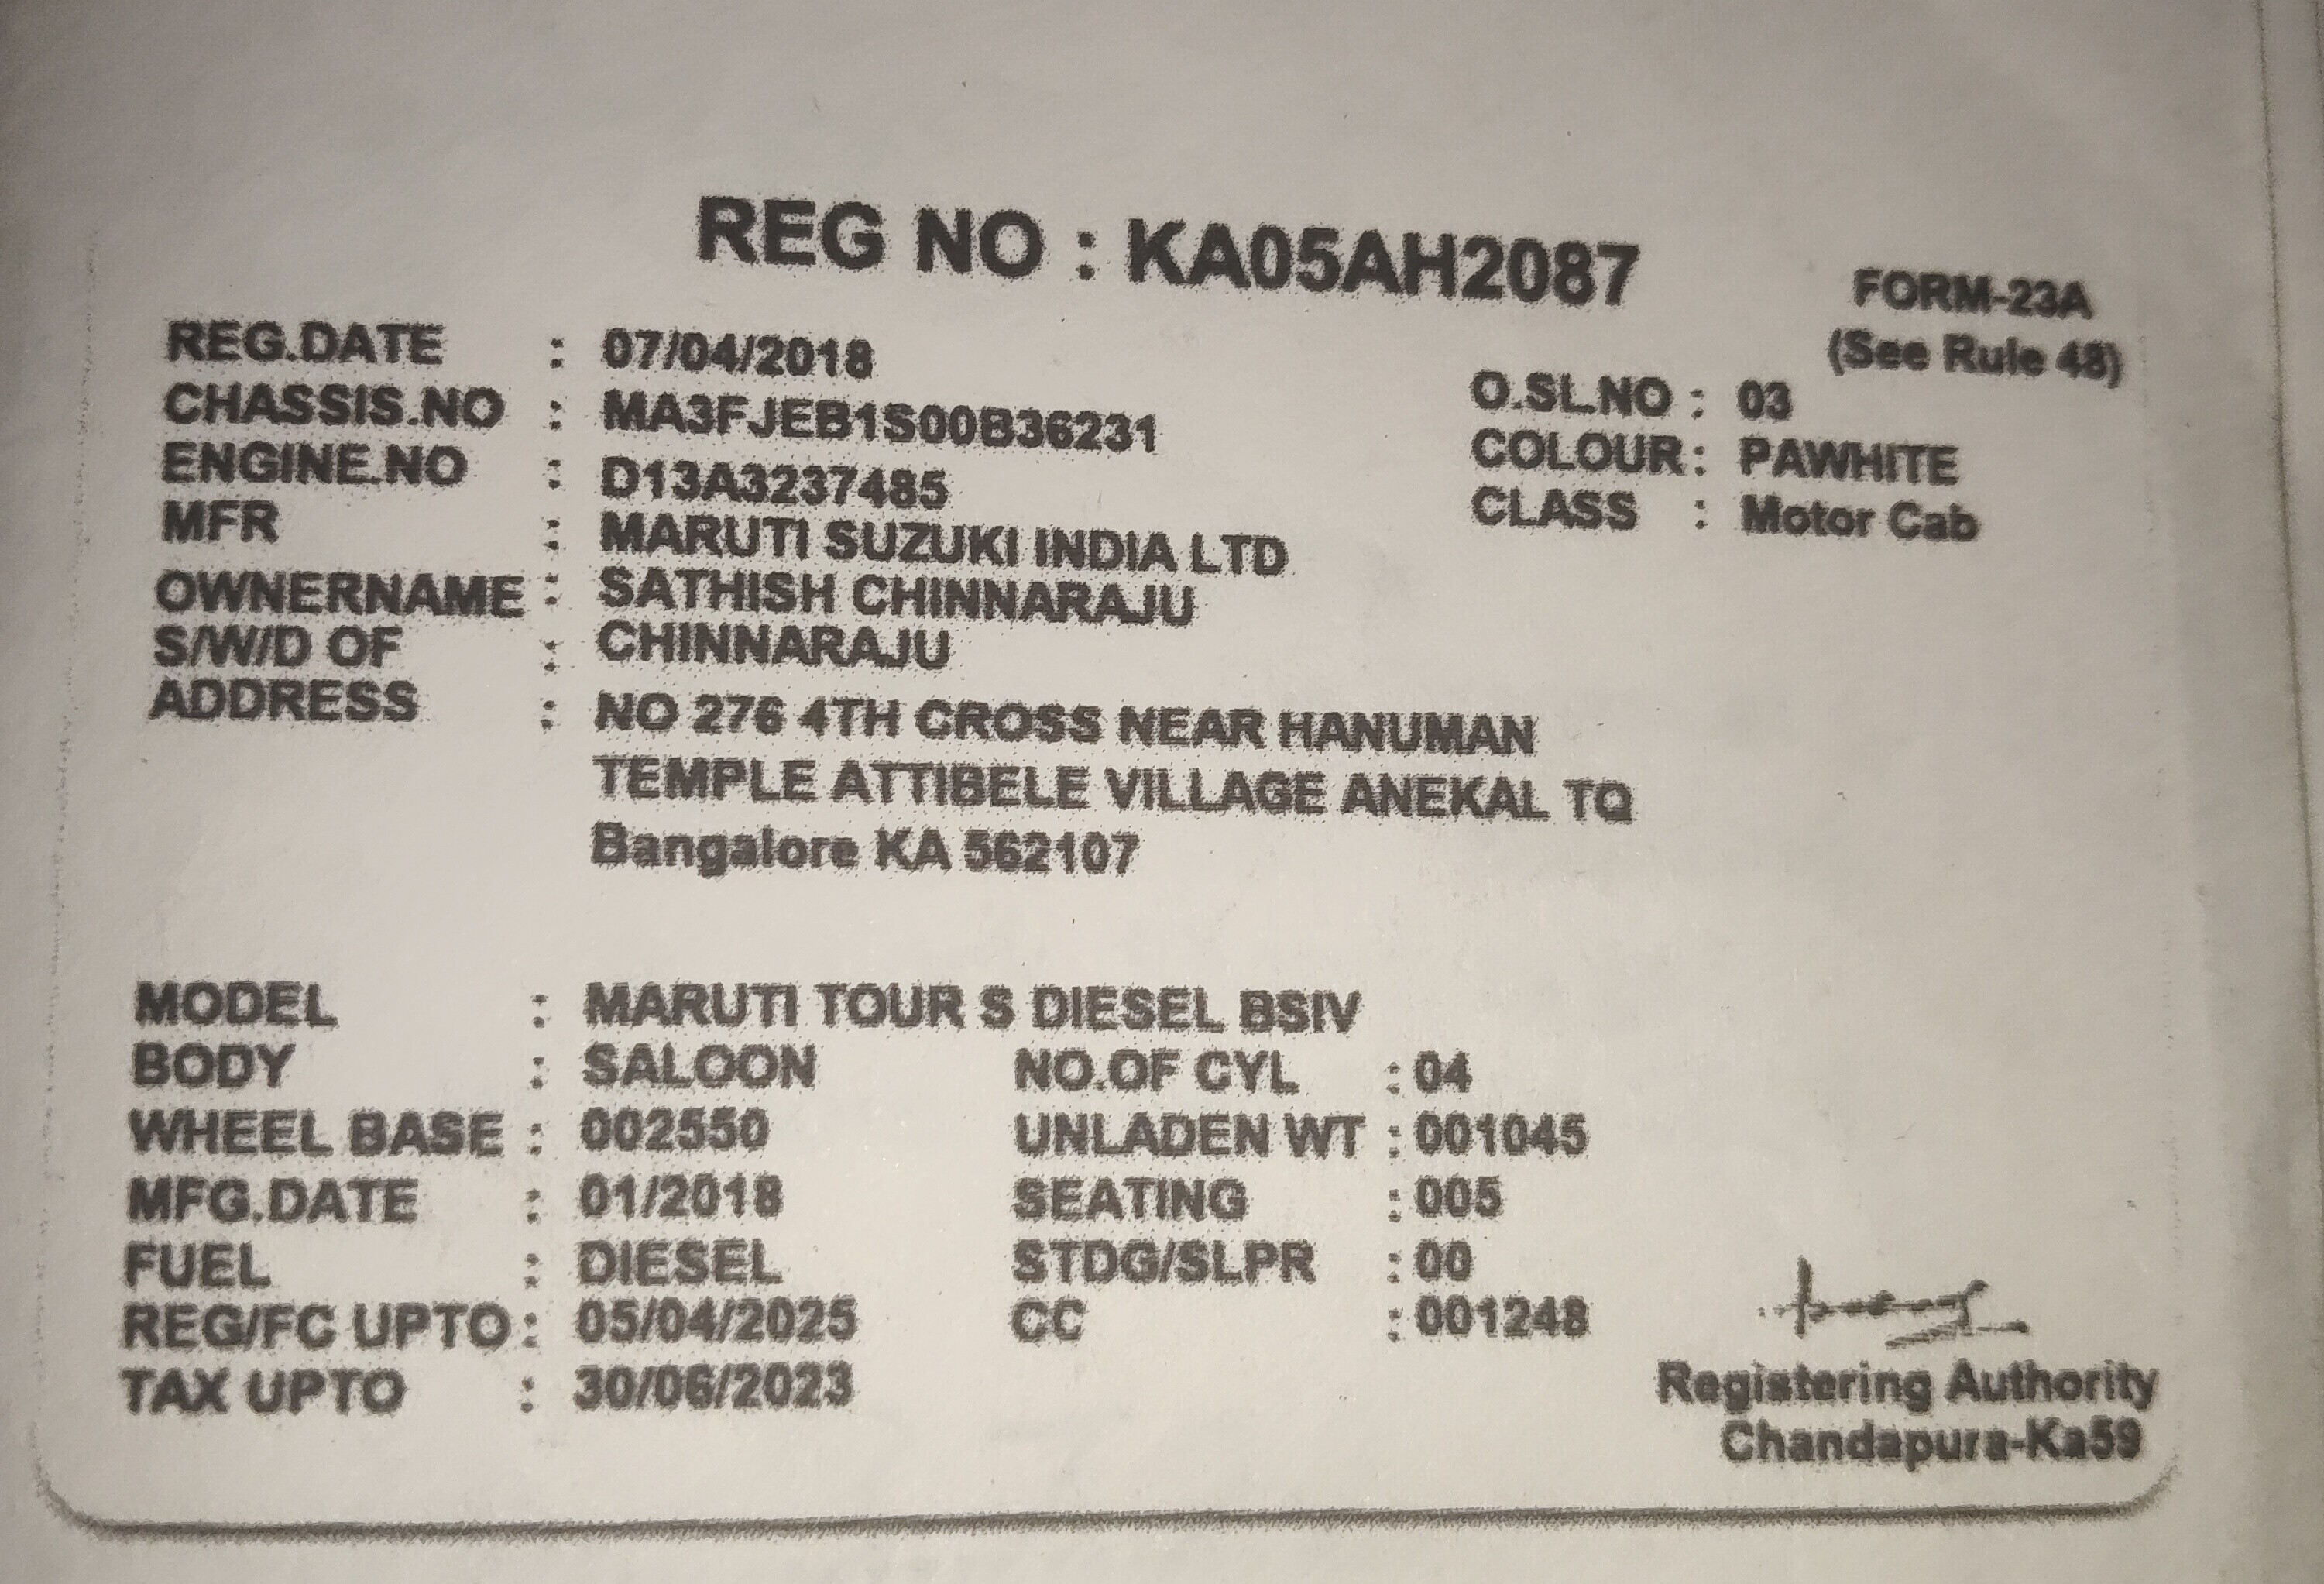 REG NO : KA05AH2087
FORM-23A
(See Rule 48)
REG.DATE : 07/04/2018
CHASSIS.NO : MA3FJEB1S00B36231 O.SL.NO : 03
ENGINE.NO : D13A3237485 COLOUR : PAWHITE
MFR : MARUTI SUZUKI INDIA LTD CLASS : Motor Cab
OWNERNAME : SATHISH CHINNARAJU
S/W/D OF : CHINNARAJU
ADDRESS : NO 276 4TH CROSS NEAR HANUMAN
TEMPLE ATTIBELE VILLAGE ANEKAL TQ
Bangalore KA 562107
MODEL : MARUTI TOUR S DIESEL BSIV
BODY : SALOON NO.OF CYL : 04
WHEEL BASE : 002550 UNLADEN WT : 001045
MFG.DATE : 01/2018 SEATING : 005
FUEL : DIESEL STDG/SLPR : 00
REG/FC UPTO : 05/04/2025 CC : 001248
TAX UPTO : 30/06/2023
Registering Authority
Chandapura-Ka59